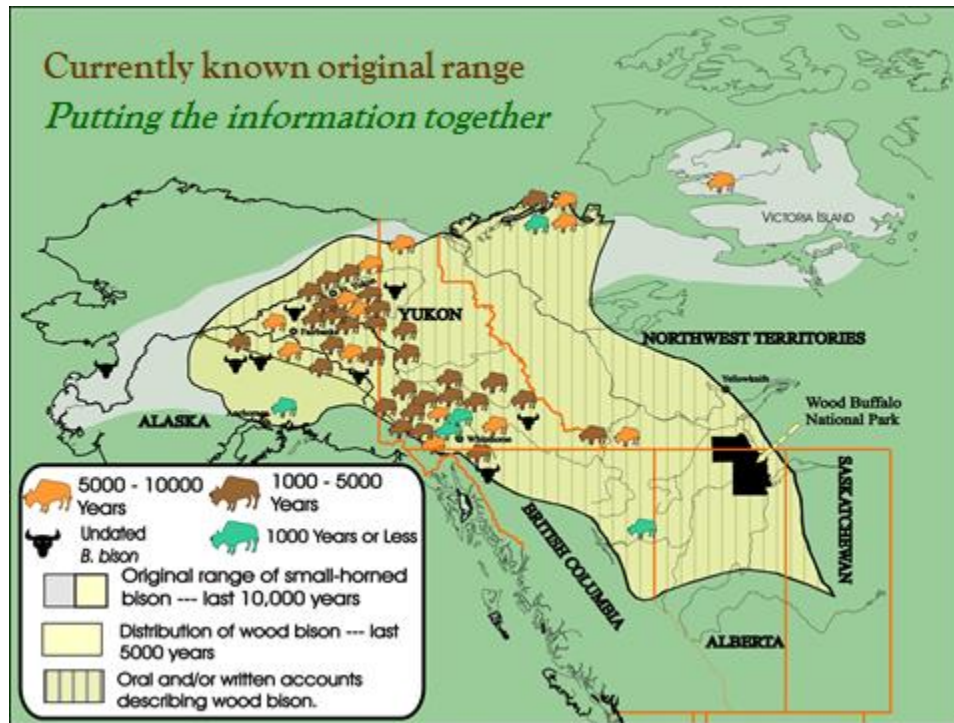 Currently known original range
Putting the information together
VICTORIA ISLAND
YUKON
NORTHWEST TERRITORIES
Yellowknife
Wood Buffalo
National Park
ALASKA
Whitehorse
SASKATCHEWAN
BRITISH COLUMBIA
ALBERTA
5000 - 10000
Years
1000 - 5000
Years
Undated
B. bison
1000 Years or Less
Original range of small-horned
bison --- last 10,000 years
Distribution of wood bison --- last
5000 years
Oral and/or written accounts
describing wood bison.